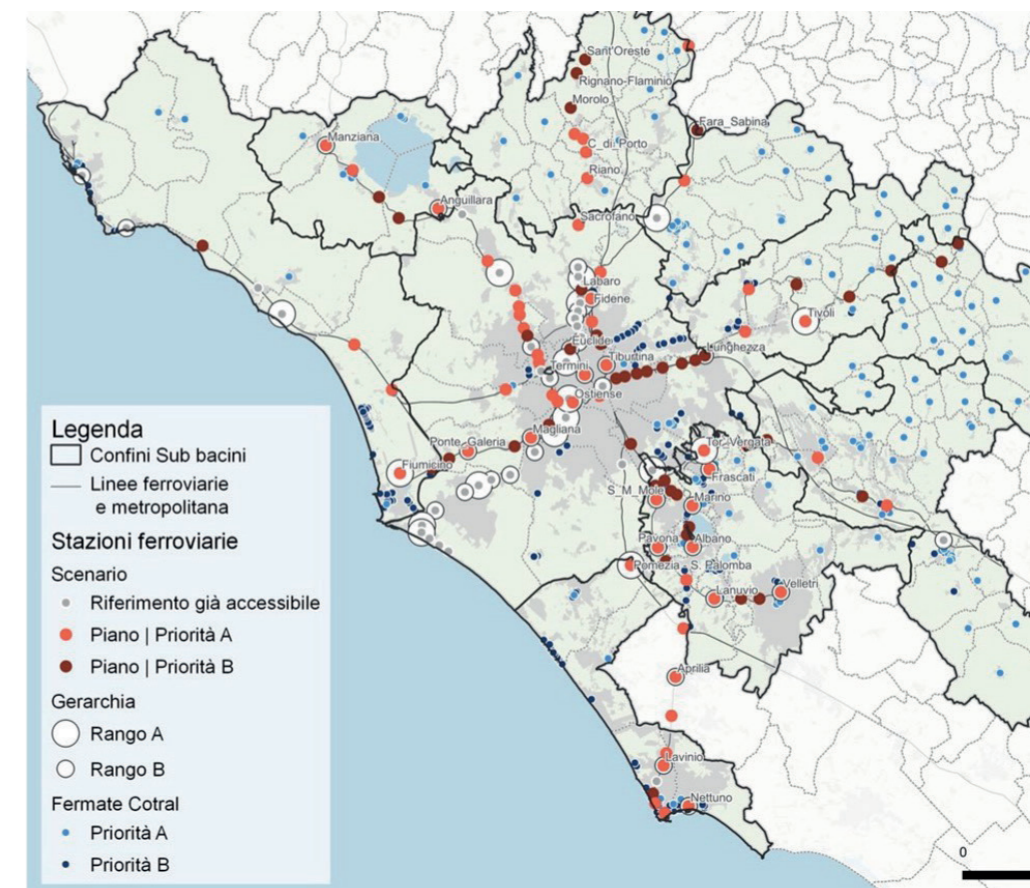 Sant'Oreste
Rignano-Flaminio
Morolo
Fara_Sabina
Manziana
C_di_Porto
Riano
Anguillara
Sacrofano
Labaro
Fidene
Tivoli
Euclide
Lunghezza
Tiburtina
Termini
Ostiense
Magliana
Ponte_Galeria
Tor_Vergata
Fiumicino
Frascati
S_M_Mole
Marino
Pavona
Albano
Pomezia_S_Palomba
Velletri
Lanuvio
Aprilia
Lavinio
Nettuno
Legenda
Confini Sub bacini
Linee ferroviarie
e metropolitana
Stazioni ferroviarie
Scenario
Riferimento già accessibile
Piano | Priorità A
Piano | Priorità B
Gerarchia
Rango A
Rango B
Fermate Cotral
Priorità A
Priorità B
0